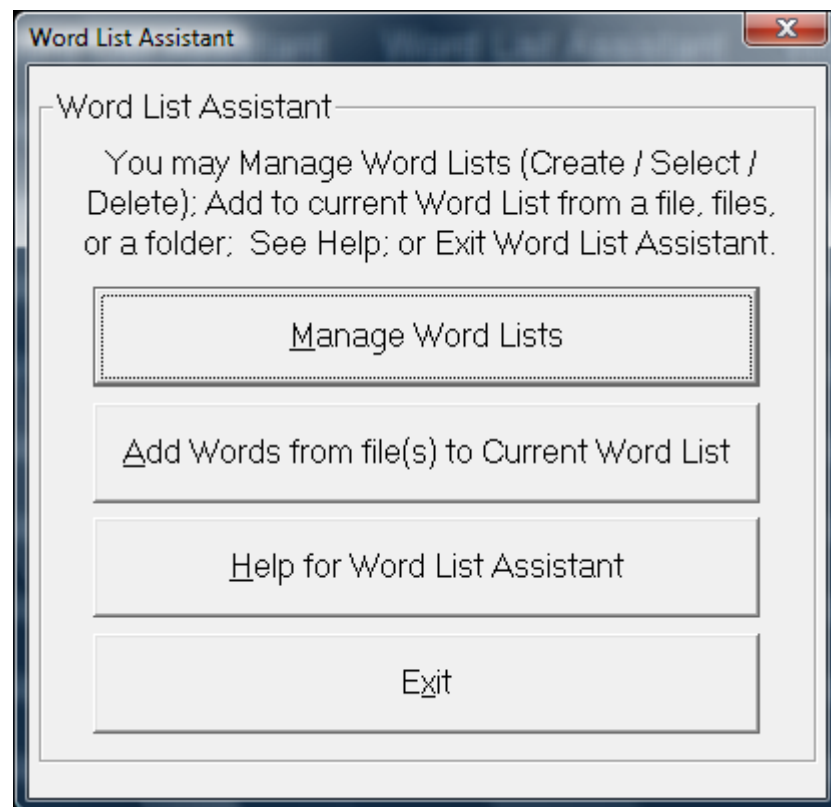 Word List Assistant
Word List Assistant
You may Manage Word Lists (Create / Select /
Delete); Add to current Word List from a file, files,
or a folder;  See Help; or Exit Word List Assistant.
Manage Word Lists
Add Words from file(s) to Current Word List
Help for Word List Assistant
Exit